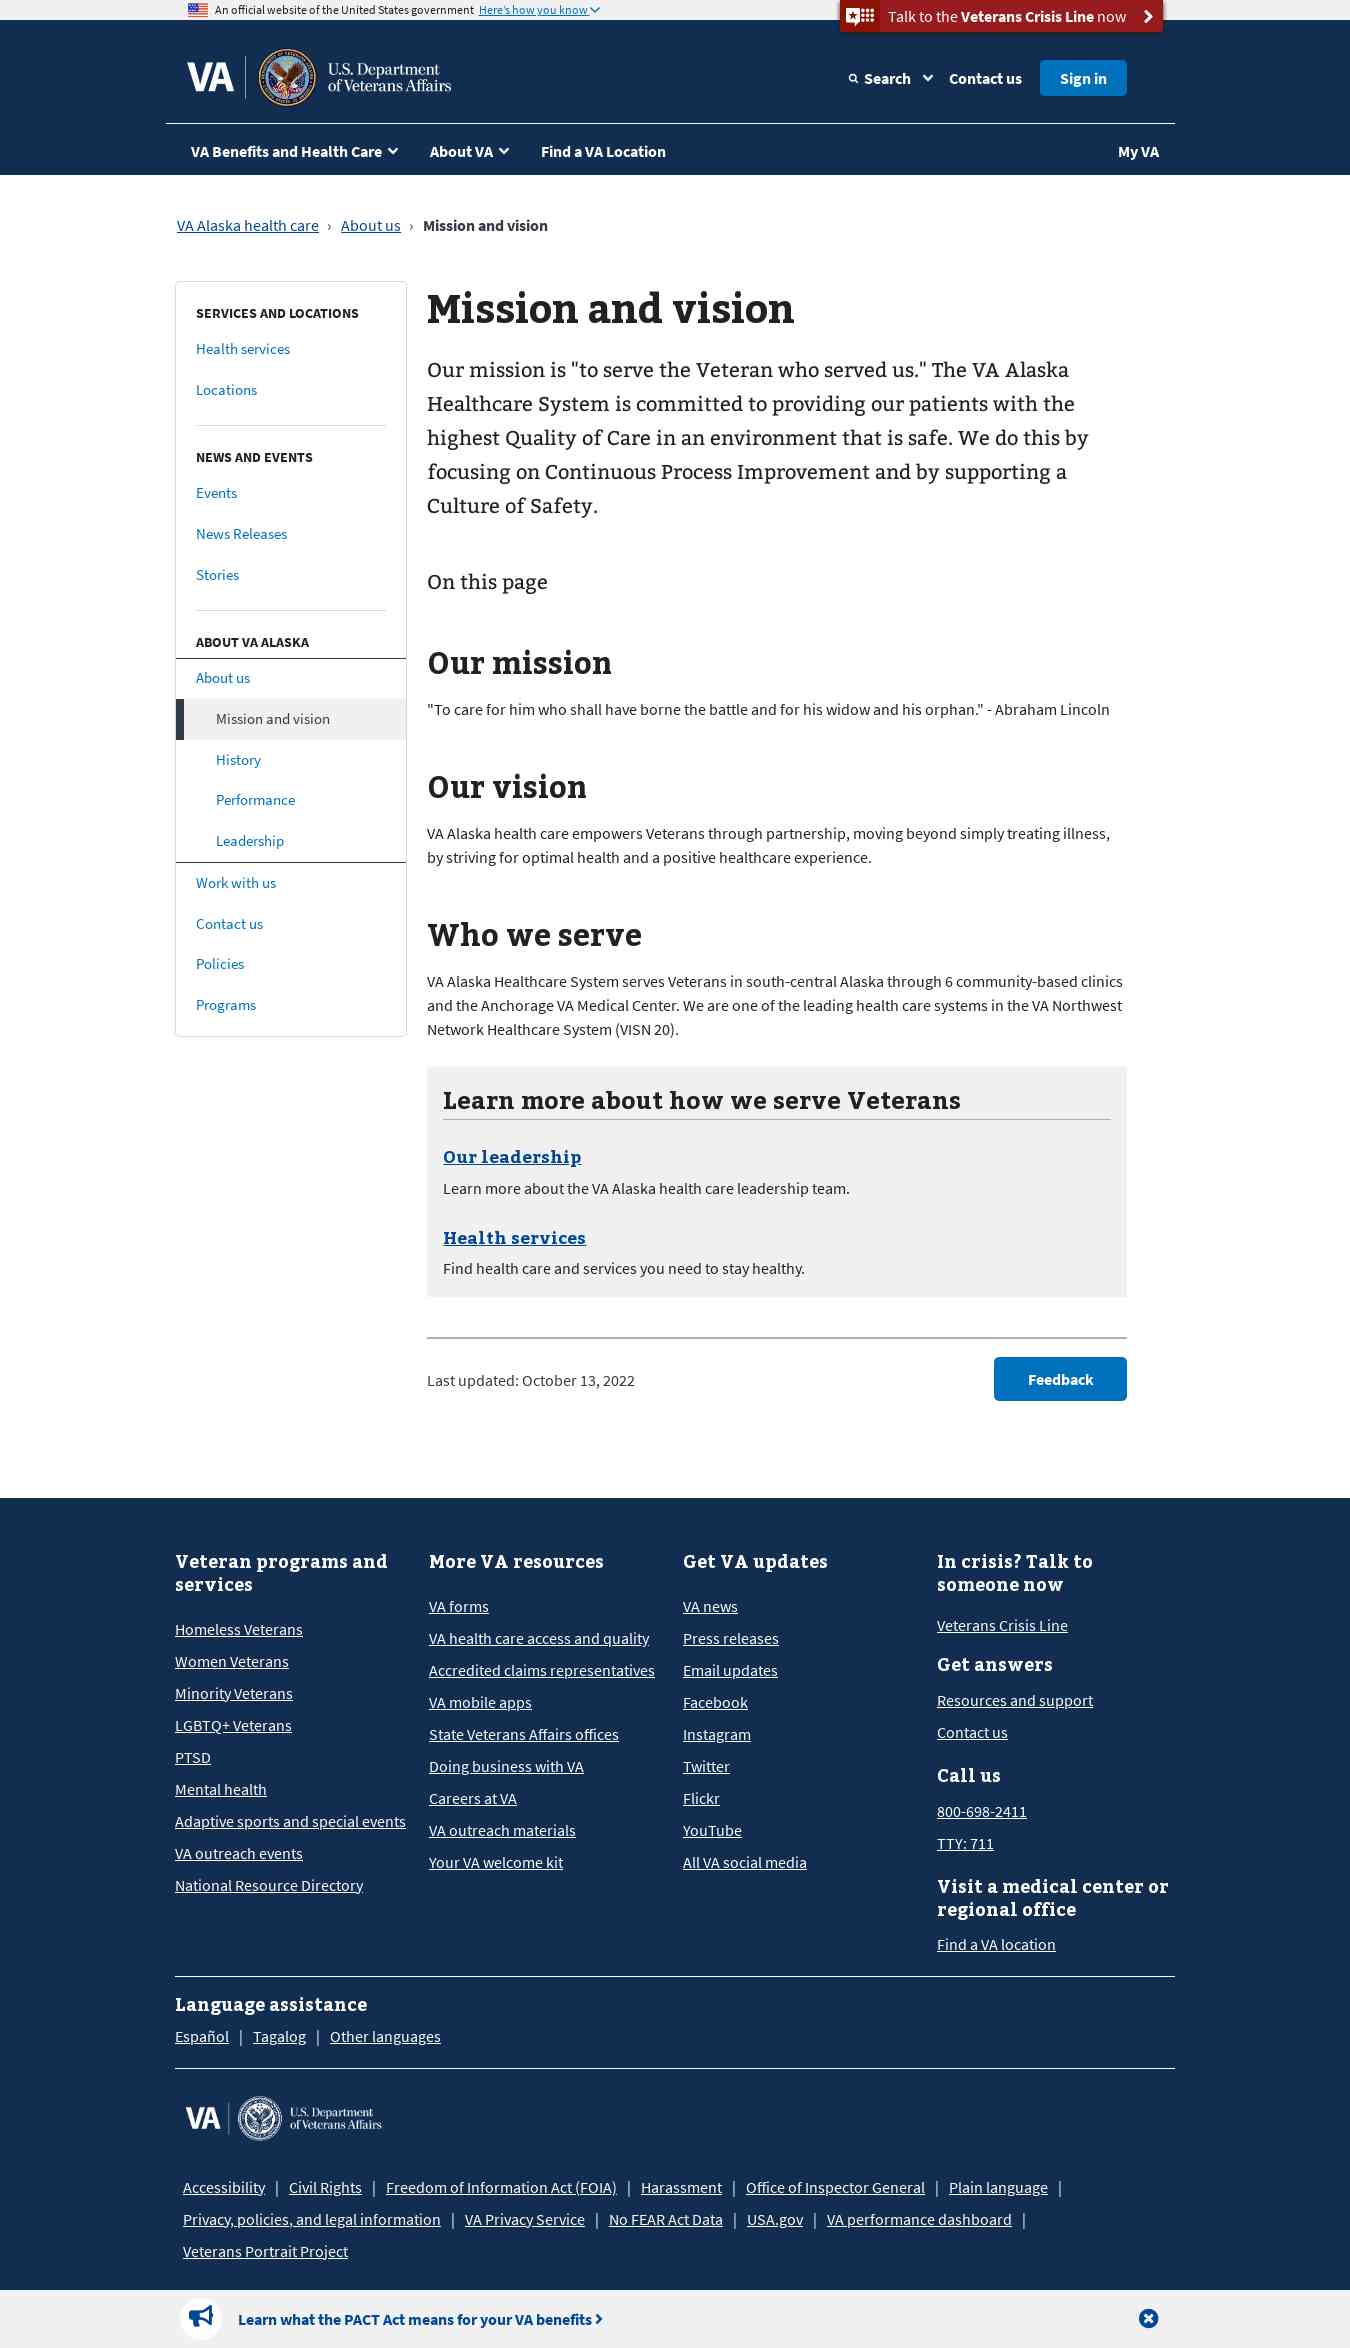 An official website of the United States government Here's how you know
Talk to the Veterans Crisis Line now
VA
U.S. Department
of Veterans Affairs
Search Contact us Sign in
VA Benefits and Health Care About VA Find a VA Location My VA
VA Alaska health care › About us › Mission and vision
SERVICES AND LOCATIONS
Health services
Locations
NEWS AND EVENTS
Events
News Releases
Stories
ABOUT VA ALASKA
About us
Mission and vision
History
Performance
Leadership
Work with us
Contact us
Policies
Programs
Mission and vision
Our mission is "to serve the Veteran who served us." The VA Alaska
Healthcare System is committed to providing our patients with the
highest Quality of Care in an environment that is safe. We do this by
focusing on Continuous Process Improvement and by supporting a
Culture of Safety.
On this page
Our mission
"To care for him who shall have borne the battle and for his widow and his orphan." - Abraham Lincoln
Our vision
VA Alaska health care empowers Veterans through partnership, moving beyond simply treating illness,
by striving for optimal health and a positive healthcare experience.
Who we serve
VA Alaska Healthcare System serves Veterans in south-central Alaska through 6 community-based clinics
and the Anchorage VA Medical Center. We are one of the leading health care systems in the VA Northwest
Network Healthcare System (VISN 20).
Learn more about how we serve Veterans
Our leadership
Learn more about the VA Alaska health care leadership team.
Health services
Find health care and services you need to stay healthy.
Last updated: October 13, 2022
Feedback
Veteran programs and
services
Homeless Veterans
Women Veterans
Minority Veterans
LGBTQ+ Veterans
PTSD
Mental health
Adaptive sports and special events
VA outreach events
National Resource Directory
More VA resources
VA forms
VA health care access and quality
Accredited claims representatives
VA mobile apps
State Veterans Affairs offices
Doing business with VA
Careers at VA
VA outreach materials
Your VA welcome kit
Get VA updates
VA news
Press releases
Email updates
Facebook
Instagram
Twitter
Flickr
YouTube
All VA social media
In crisis? Talk to
someone now
Veterans Crisis Line
Get answers
Resources and support
Contact us
Call us
800-698-2411
TTY: 711
Visit a medical center or
regional office
Find a VA location
Language assistance
Español | Tagalog | Other languages
VA
U.S. Department
of Veterans Affairs
Accessibility | Civil Rights | Freedom of Information Act (FOIA) | Harassment | Office of Inspector General | Plain language |
Privacy, policies, and legal information | VA Privacy Service | No FEAR Act Data | USA.gov | VA performance dashboard |
Veterans Portrait Project
Learn what the PACT Act means for your VA benefits